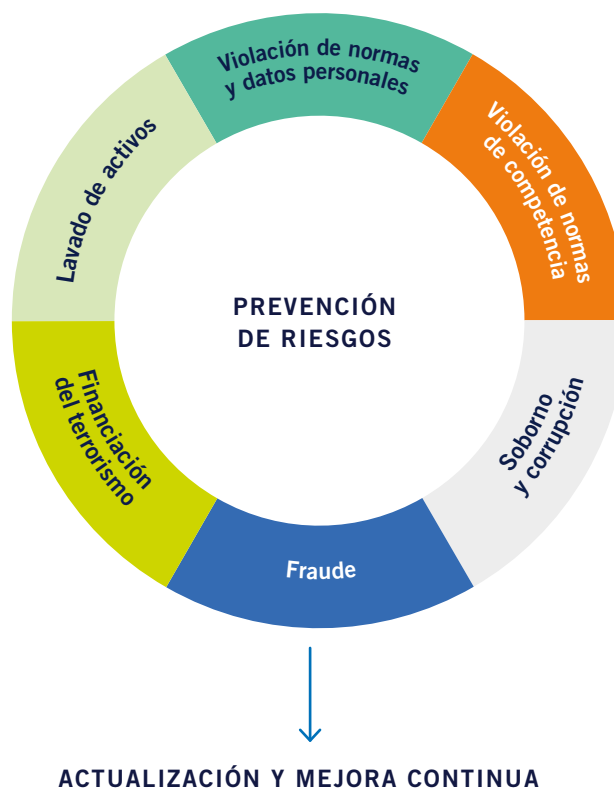 Violación de normas
y datos personales
Violación de normas
de competencia
Soborno
y corrupción
Fraude
Financiación
del terrorismo
Lavado de activos
PREVENCIÓN
DE RIESGOS
ACTUALIZACIÓN Y MEJORA CONTINUA